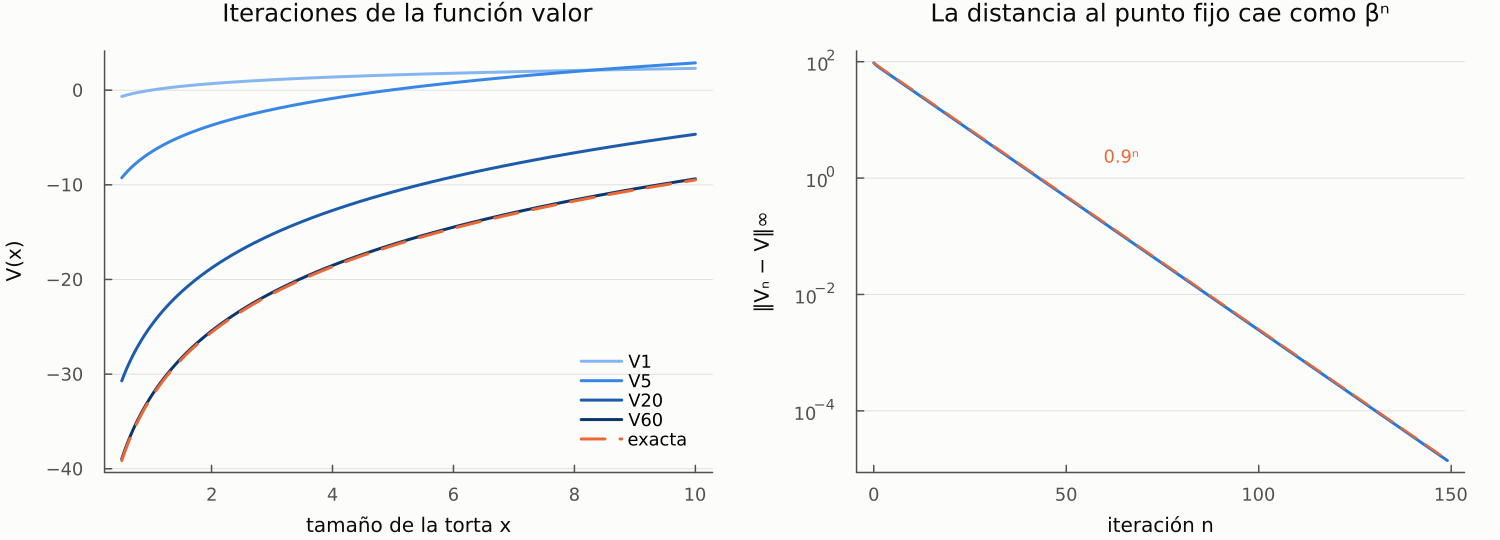 Iteraciones de la función valor
V(x)
0
−10
−20
−30
−40
2
4
6
8
10
tamaño de la torta x
V1
V5
V20
V60
exacta
La distancia al punto fijo cae como βⁿ
‖Vₙ − V‖∞
10²
10⁰
10⁻²
10⁻⁴
0.9ⁿ
0
50
100
150
iteración n